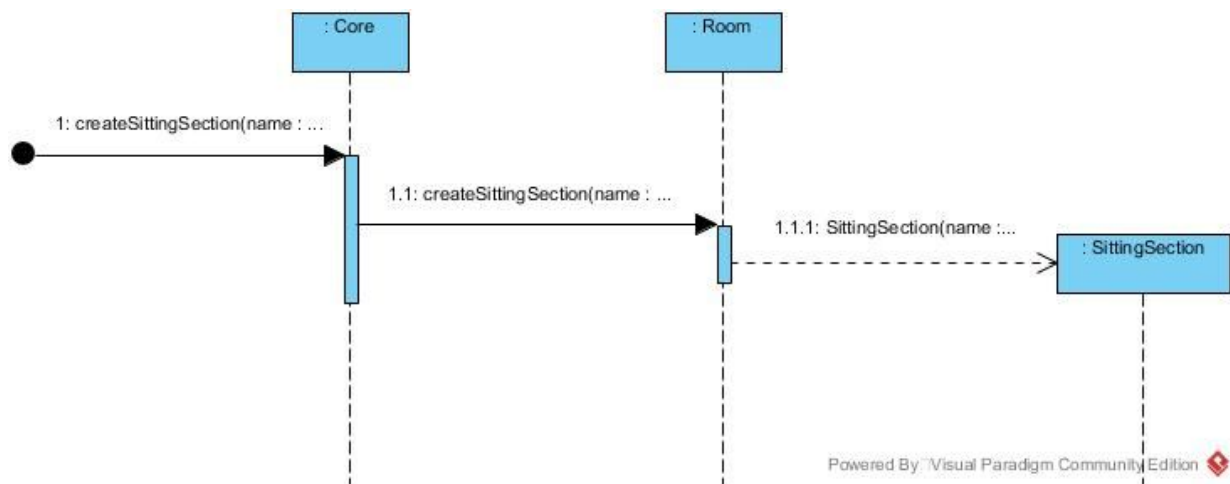 : Core
: Room
1: createSittingSection(name : ...
1.1: createSittingSection(name : ...
1.1.1: SittingSection(name :...
: SittingSection
Powered By Visual Paradigm Community Edition